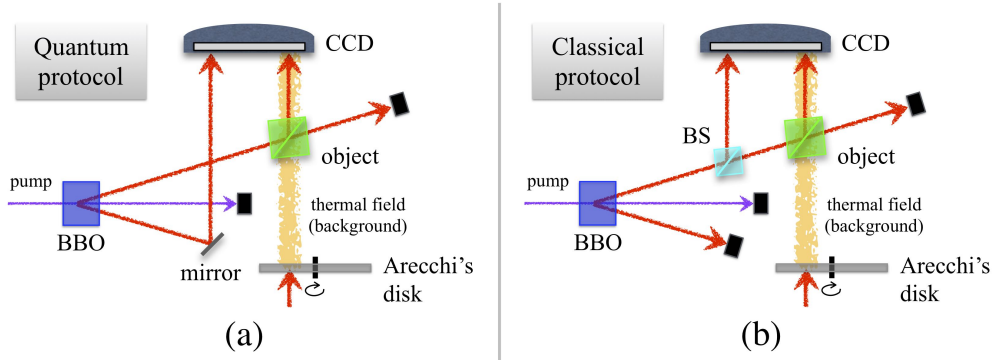 Quantum
protocol
CCD
object
pump
BBO
mirror
thermal field
(background)
Arecchi's
disk
(a)
Classical
protocol
CCD
BS
object
pump
BBO
thermal field
(background)
Arecchi's
disk
(b)